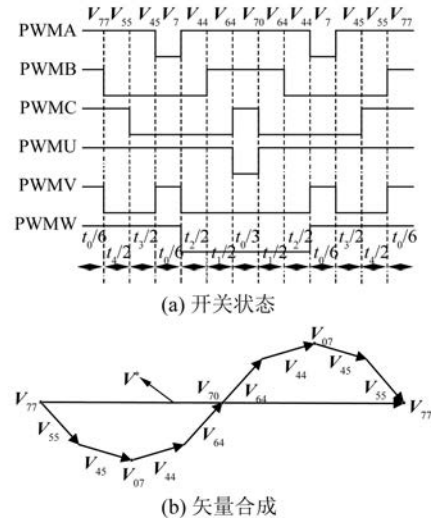 V77 V55 V45 V7 V44 V64 V70 V64 V44 V7 V45 V55 V77
PWMA
PWMB
PWMC
PWMU
PWMV
PWMW
t0/6 t4/2 t3/2 t0/6 t2/2 t1/2 t0/3 t1/2 t2/2 t0/6 t3/2 t4/2 t0/6
(a) 开关状态
V07
V44 V45
V* V70 V64 V55
V77 V77
V55 V64
V45 V07 V44
(b) 矢量合成